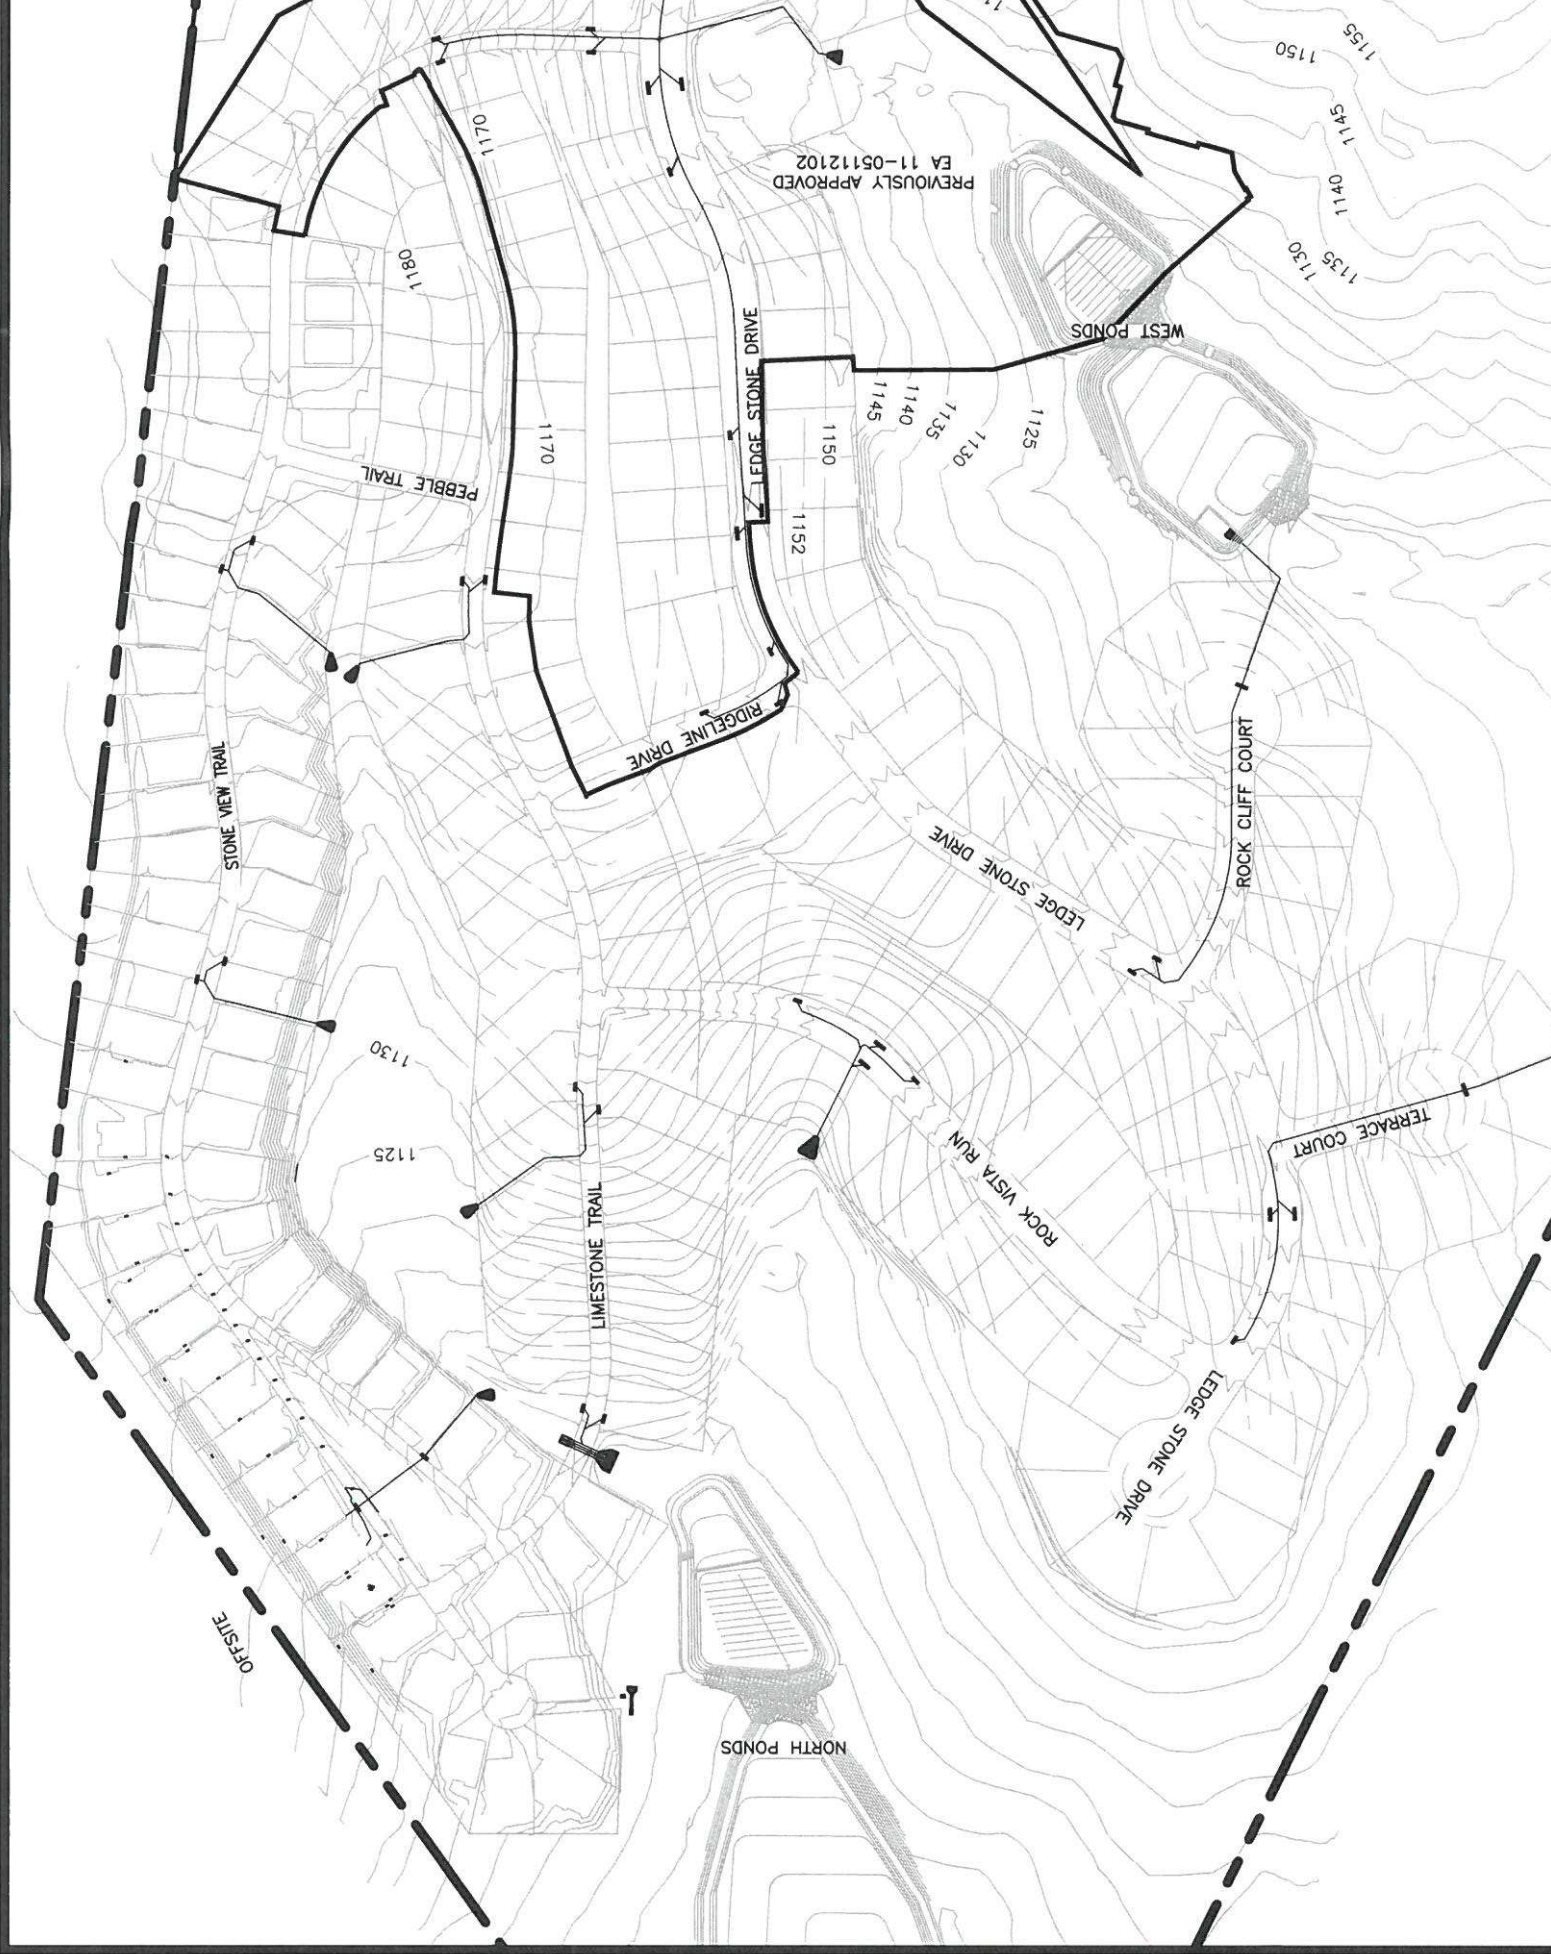 1155
1150
11
1145
1170
PREVIOUSLY APPROVED
EA 11-05112102
1140
1130
1135
1180
WEST PONDS
LEDGE STONE DRIVE
1145
1140
1135
1130
1125
1170
1150
PEBBLE TRAIL
1152
RIDGELINE DRIVE
STONE VIEW TRAIL
ROCK CLIFF COURT
LEDGE STONE DRIVE
1130
1125
TERRACE COURT
ROCK VISTA RUN
LIMESTONE TRAIL
LEDGE STONE DRIVE
OFFSITE
NORTH PONDS